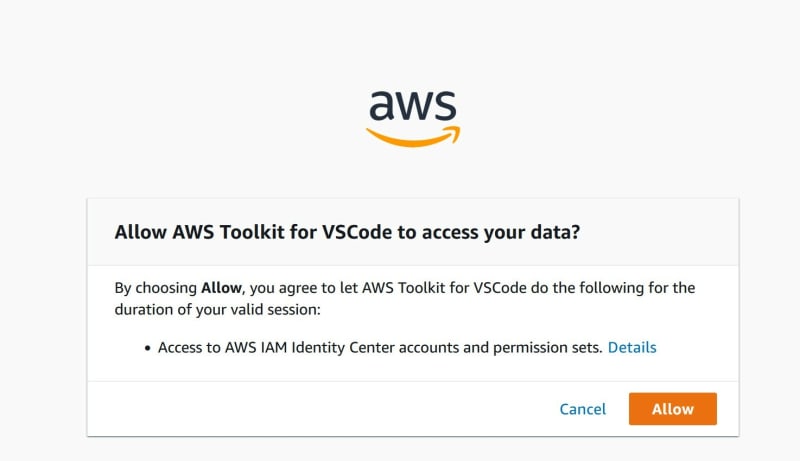 aws
Allow AWS Toolkit for VSCode to access your data?
By choosing Allow, you agree to let AWS Toolkit for VSCode do the following for the
duration of your valid session:
• Access to AWS IAM Identity Center accounts and permission sets. Details
Cancel Allow